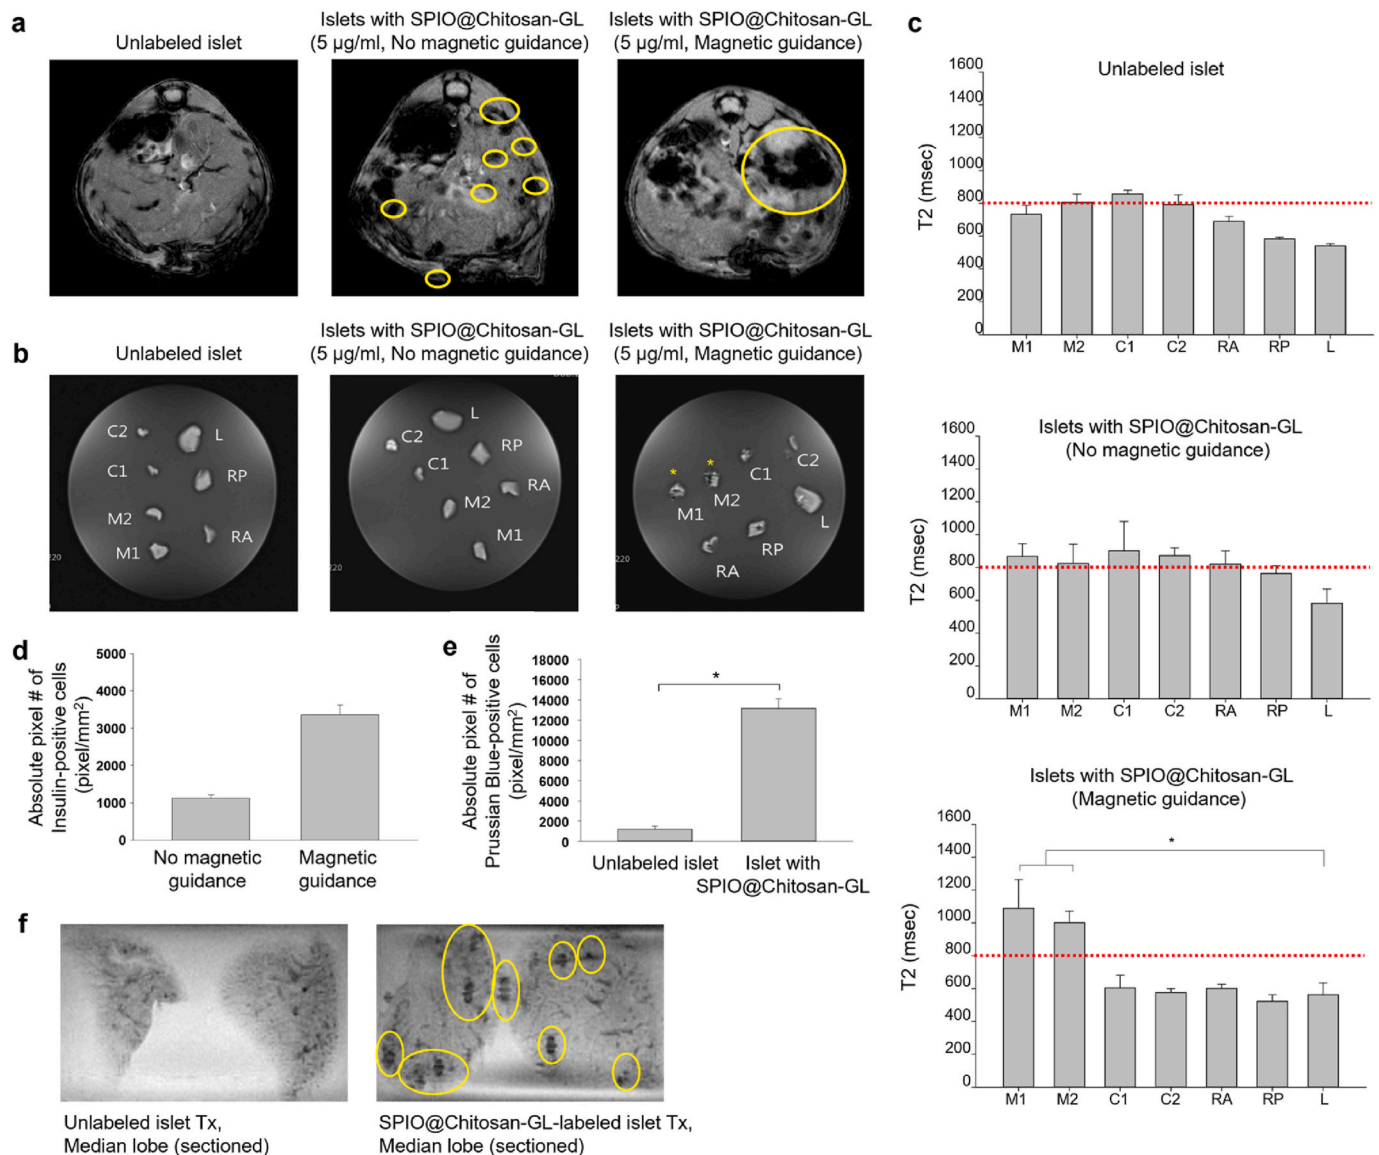 a
Unlabeled islet
Islets with SPIO@Chitosan-GL
(5 µg/ml, No magnetic guidance)
Islets with SPIO@Chitosan-GL
(5 µg/ml, Magnetic guidance)
b
Unlabeled islet
Islets with SPIO@Chitosan-GL
(5 µg/ml, No magnetic guidance)
Islets with SPIO@Chitosan-GL
(5 µg/ml, Magnetic guidance)
C2
L
C1
RP
M2
RA
M1
220
L
C2
RP
C1
RA
M2
M1
220
*
*
C1
C2
M1
M2
L
RP
RA
220
c
Unlabeled islet
T2 (msec)
1600
1400
1200
1000
800
600
400
200
0
M1 M2 C1 C2 RA RP L
Islets with SPIO@Chitosan-GL
(No magnetic guidance)
T2 (msec)
1600
1400
1200
1000
800
600
400
200
0
M1 M2 C1 C2 RA RP L
Islets with SPIO@Chitosan-GL
(Magnetic guidance)
*
T2 (msec)
1600
1400
1200
1000
800
600
400
200
0
M1 M2 C1 C2 RA RP L
d
Absolute pixel # of
Insulin-positive cells
(pixel/mm²)
5000
4000
3000
2000
1000
0
No magnetic
guidance
Magnetic
guidance
e
Absolute pixel # of
Prussian Blue-positive cells
(pixel/mm²)
18000
16000
14000
12000
10000
8000
6000
4000
2000
0
*
Unlabeled islet
Islet with
SPIO@Chitosan-GL
f
Unlabeled islet Tx,
Median lobe (sectioned)
SPIO@Chitosan-GL-labeled islet Tx,
Median lobe (sectioned)